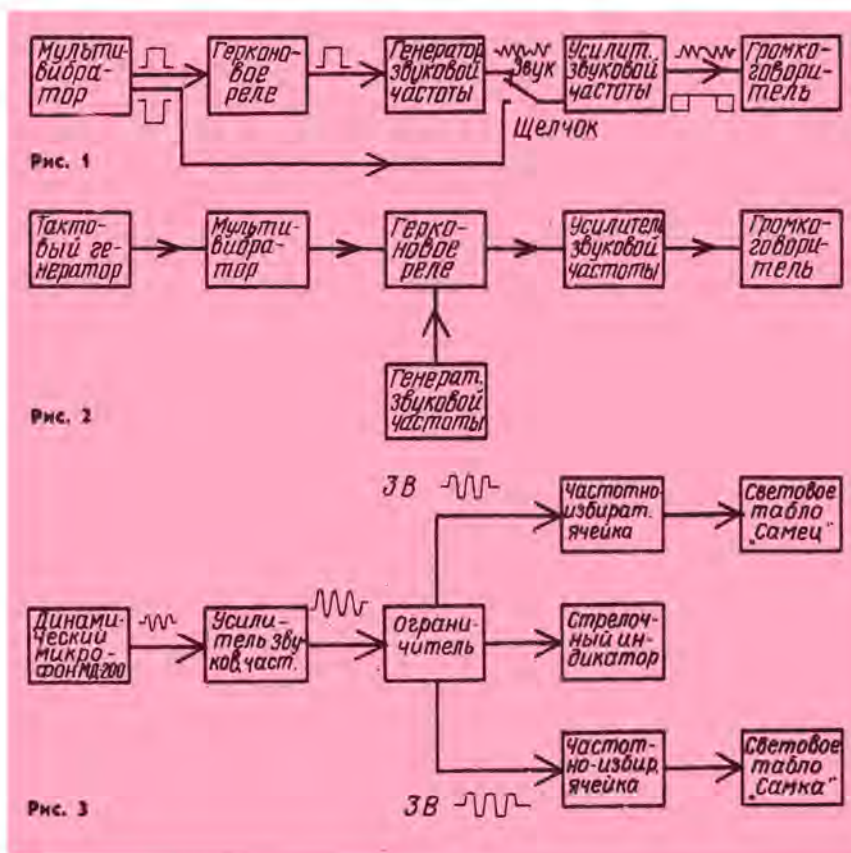 Мульти-
вибра-
тор
Герконо-
вое
реле
Генератор
звуковой
частоты
Звук
Щелчок
Усилит.
звуковой
частоты
Громко-
говори-
тель
Рис. 1
Такто-
вый ге-
нератор
Мульти-
вибра-
тор
Герко-
новое
реле
Усилитель
звуковой
частоты
Громко-
говори-
тель
Генерат.
звуковой
частоты
Рис. 2
3 В
Частотно-
избират.
ячейка
Световое
табло
„Самец"
Динами-
ческий
микро-
фон МД-200
Усили-
тель зву-
ков. част.
Ограни-
читель
Стрелоч-
ный ин-
дикатор
3 В
Частот-
но-избир.
ячейка
Световое
табло
„Самка"
Рис. 3